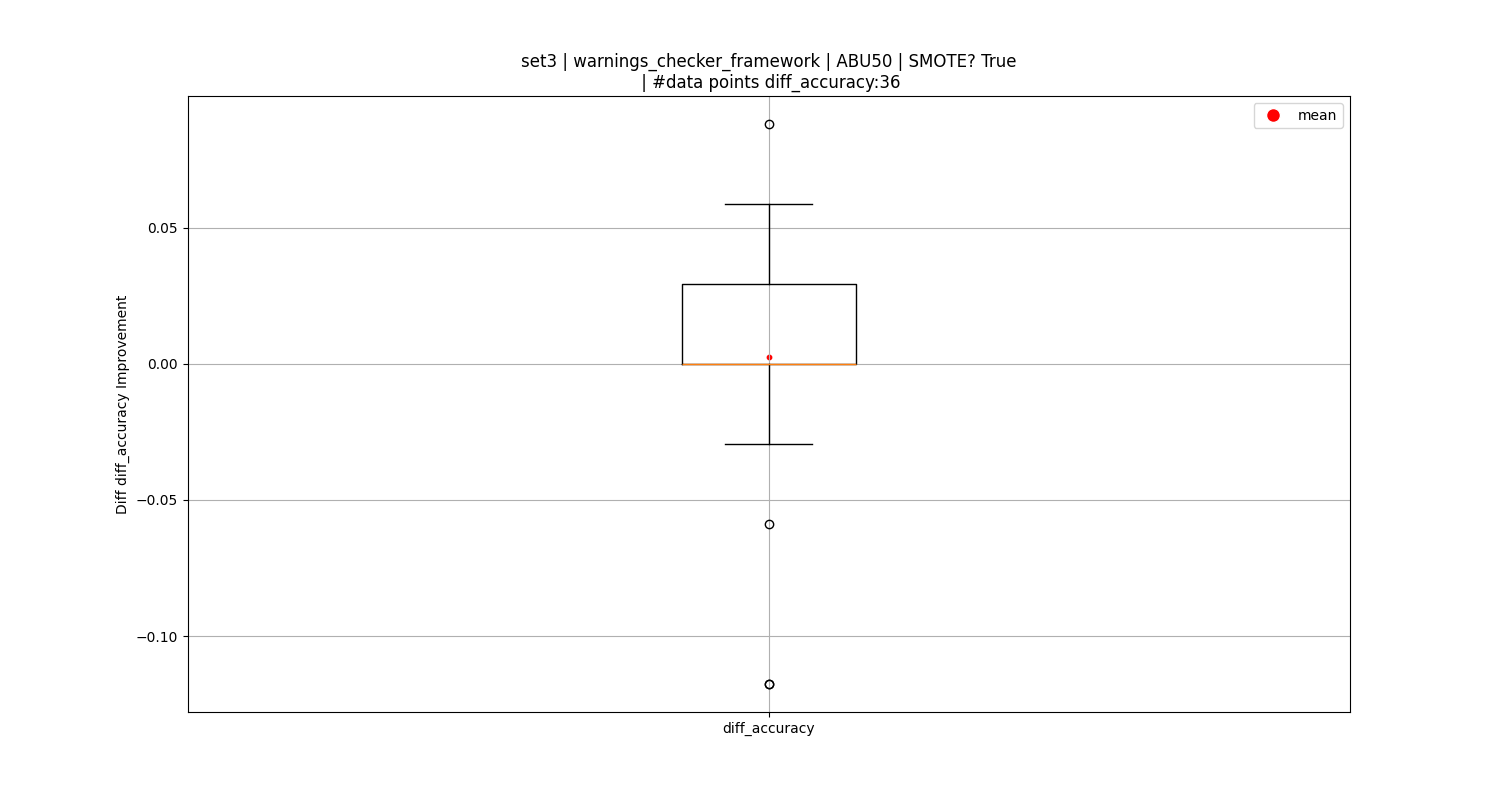 set3 | warnings_checker_framework | ABU50 | SMOTE? True
| #data points diff_accuracy:36
mean
0.05
0.00
−0.05
−0.10
Diff diff_accuracy Improvement
diff_accuracy